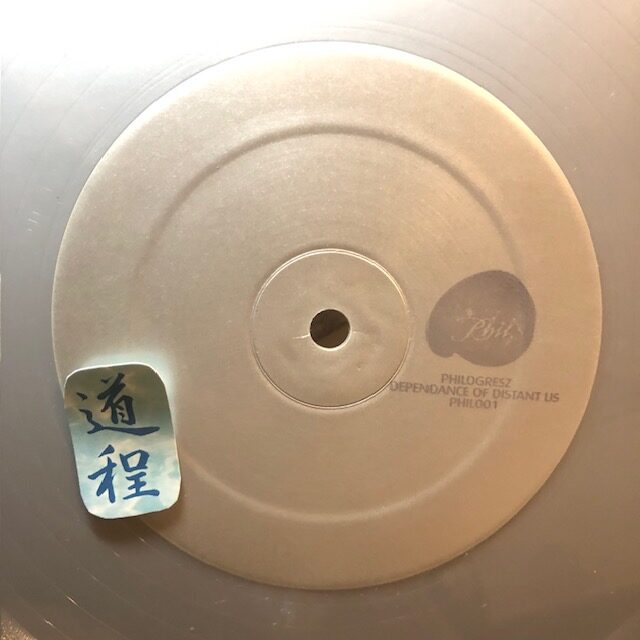 Phil
PHILOGRESZ
DEPENDANCE OF DISTANT US
PHIL001
道
程